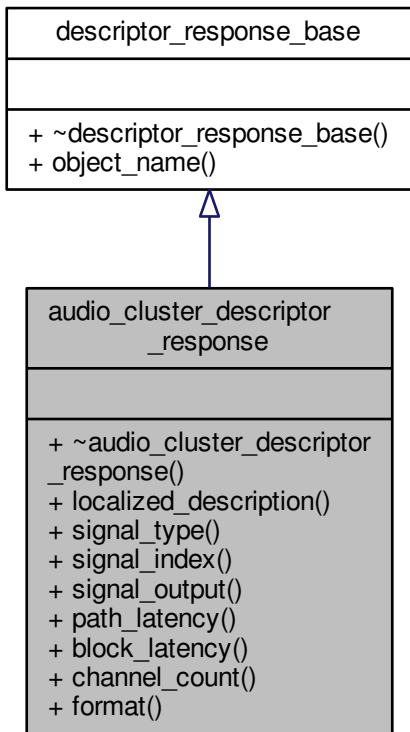 descriptor_response_base
+ ~descriptor_response_base()
+ object_name()
audio_cluster_descriptor
_response
+ ~audio_cluster_descriptor
_response()
+ localized_description()
+ signal_type()
+ signal_index()
+ signal_output()
+ path_latency()
+ block_latency()
+ channel_count()
+ format()